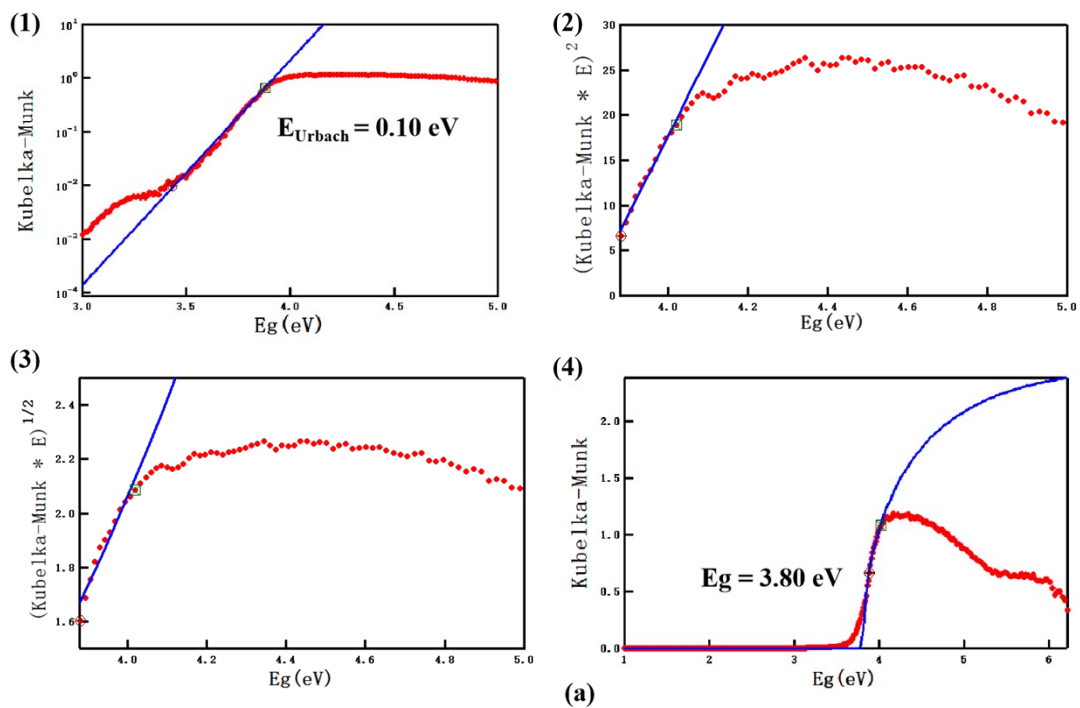 (1)
Kubelka-Munk
10¹
10⁰
10⁻¹
10⁻²
10⁻³
10⁻⁴
E_Urbach = 0.10 eV
3.0 3.5 4.0 4.5 5.0
Eg(eV)
(2)
(Kubelka-Munk * E)²
30
25
20
15
10
5
0
4.0 4.2 4.4 4.6 4.8 5.0
Eg(eV)
(3)
(Kubelka-Munk * E)^1/2
2.4
2.2
2.0
1.8
1.6
4.0 4.2 4.4 4.6 4.8 5.0
Eg(eV)
(4)
Kubelka-Munk
2.0
1.5
1.0
0.5
0.0
Eg = 3.80 eV
1 2 3 4 5 6
Eg(eV)
(a)